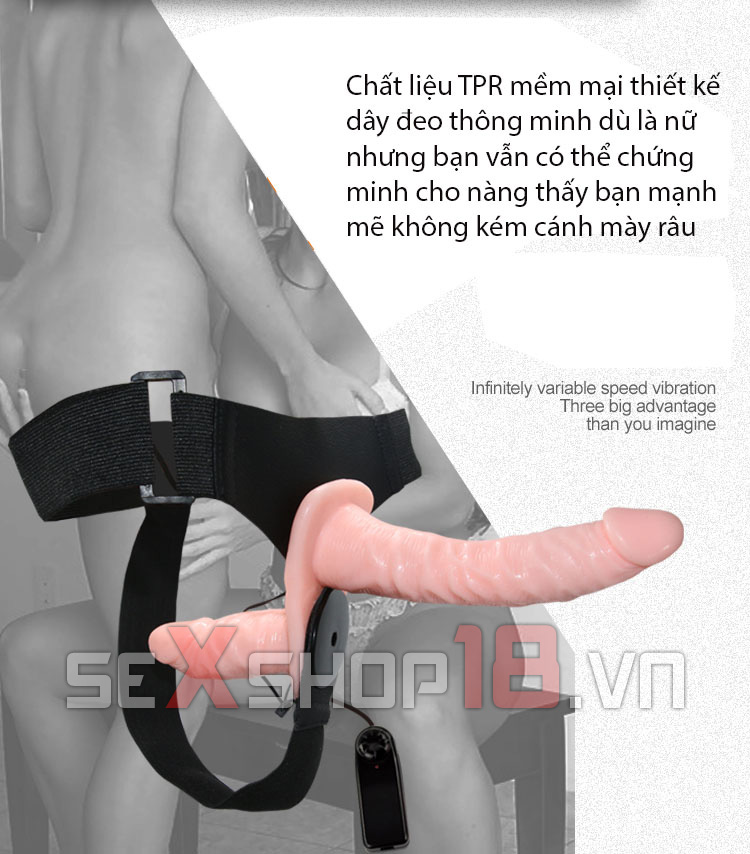 Chất liệu TPR mềm mại thiết kế
dây đeo thông minh dù là nữ
nhưng bạn vẫn có thể chứng
minh cho nàng thấy bạn mạnh
mẽ không kém cánh mày râu
Infinitely variable speed vibration
Three big advantage
than you imagine
seXshop18.vn